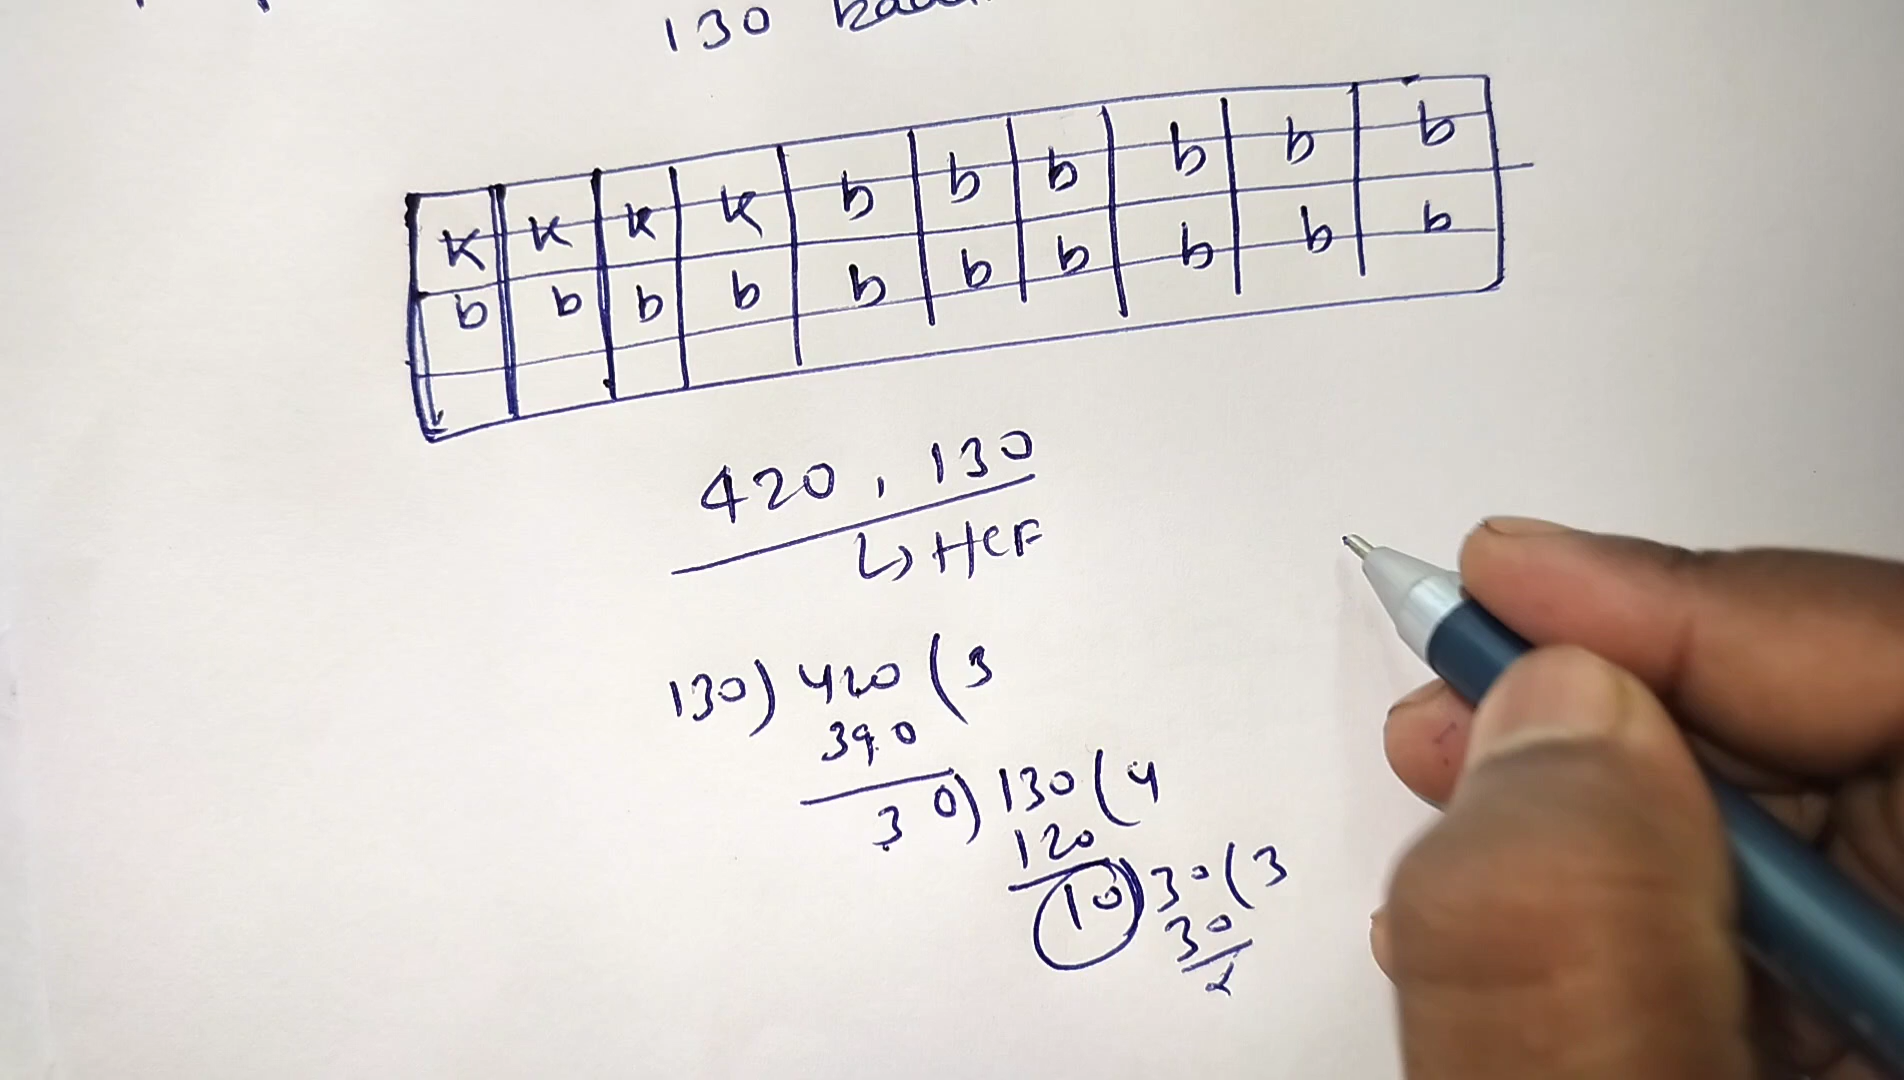 130
K K K K b b b b b b
b b b b b b b b b b
420, 130
↳ HCF
130) 420 (3
390
30) 130 (4
120
10) 30 (3
30